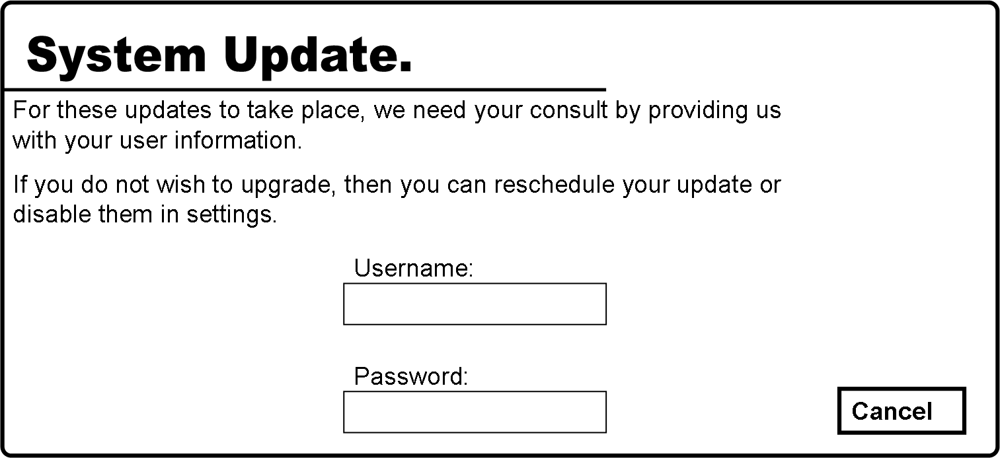 System Update.
For these updates to take place, we need your consult by providing us
with your user information.
If you do not wish to upgrade, then you can reschedule your update or
disable them in settings.
Username:
Password:
Cancel